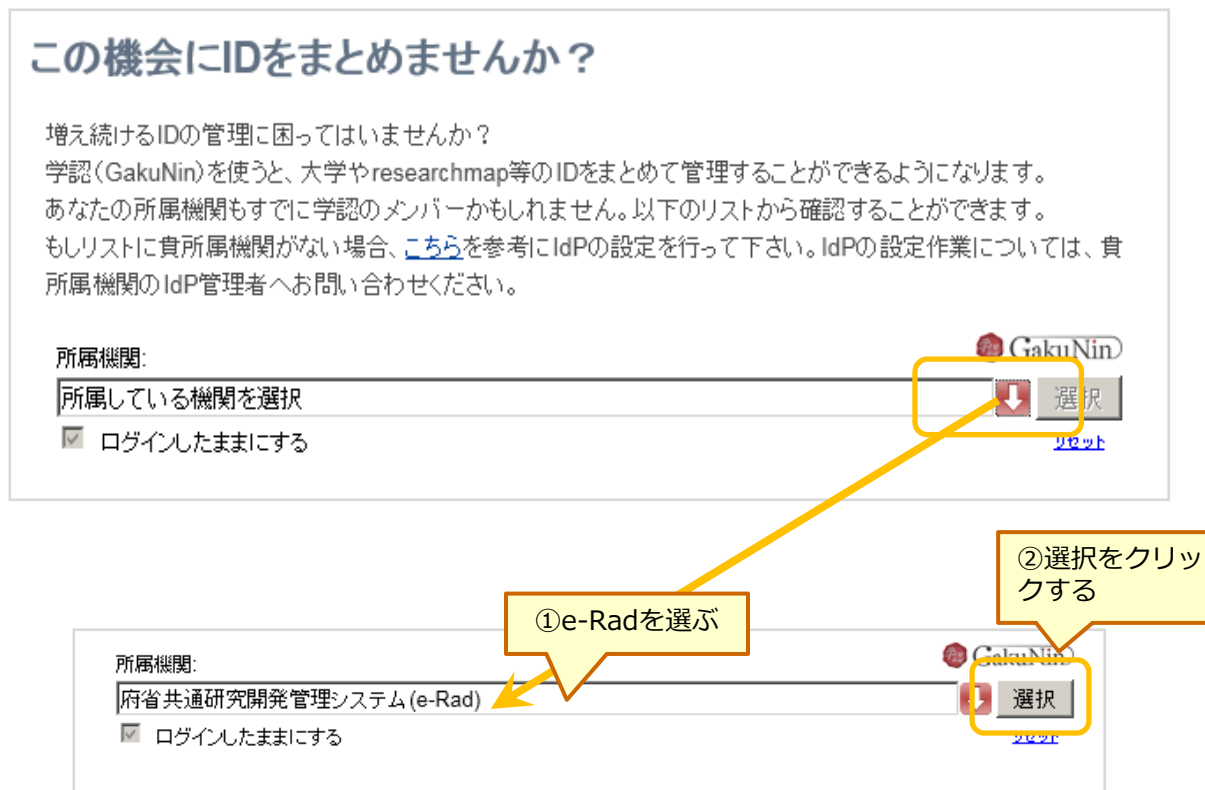 この機会にIDをまとめませんか？
増え続けるIDの管理に困ってはいませんか？
学認（GakuNin）を使うと、大学やresearchmap等のIDをまとめて管理することができるようになります。
あなたの所属機関もすでに学認のメンバーかもしれません。以下のリストから確認することができます。
もしリストに貴所属機関がない場合、こちらを参考にIdPの設定を行って下さい。IdPの設定作業については、貴
所属機関のIdP管理者へお問い合わせください。
GakuNin
所属機関:
所属している機関を選択
選択
ログインしたままにする
リセット
②選択をクリッ
クする
①e-Radを選ぶ
GakuNin
所属機関:
府省共通研究開発管理システム(e-Rad)
選択
ログインしたままにする
リセット